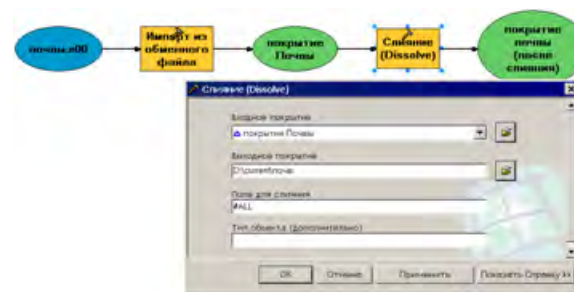 почвы.e00
Импорт из
обменного
файла
покрытие
Почвы
Слияние
(Dissolve)
покрытие
почвы
(после
слияния)
Слияние (Dissolve)
Входное покрытие
покрытие Почвы
Выходное покрытие
Поле для слияния
#ALL
Тип объекта (дополнительно)
OK
Отмена
Применить
Показать Справку >>